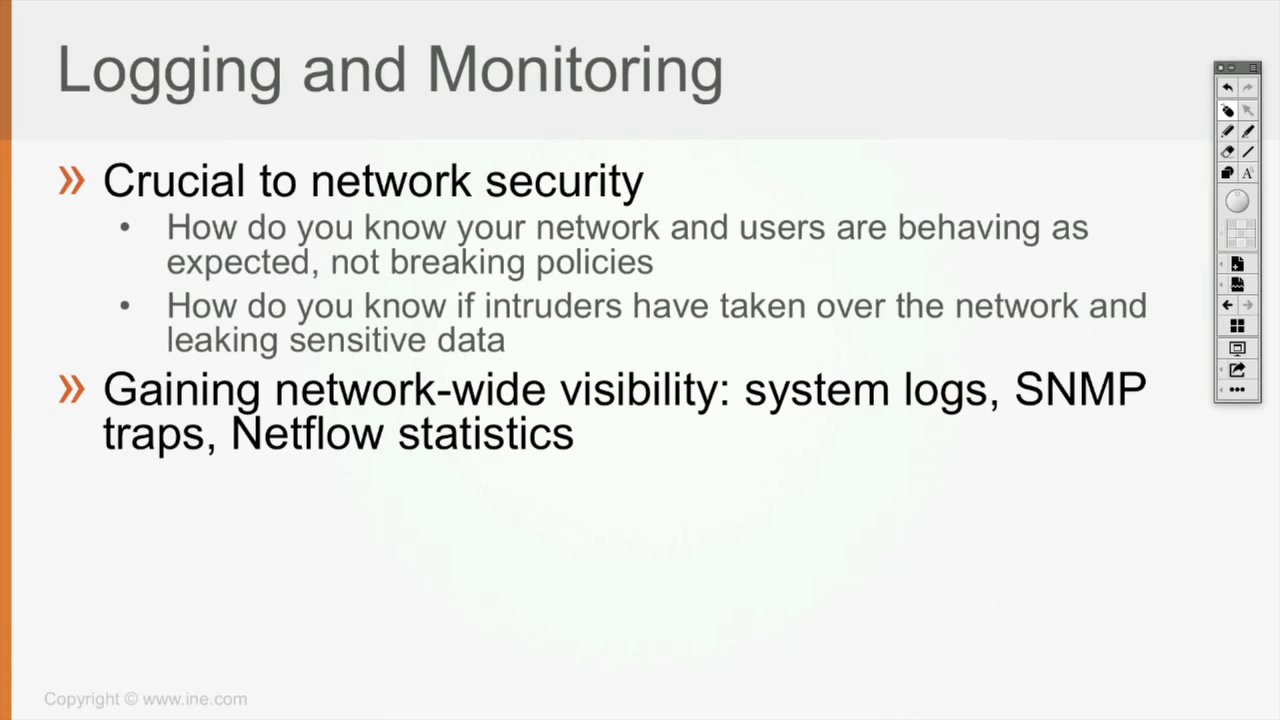 Logging and Monitoring
» Crucial to network security
• How do you know your network and users are behaving as
expected, not breaking policies
• How do you know if intruders have taken over the network and
leaking sensitive data
» Gaining network-wide visibility: system logs, SNMP
traps, Netflow statistics
Copyright © www.ine.com